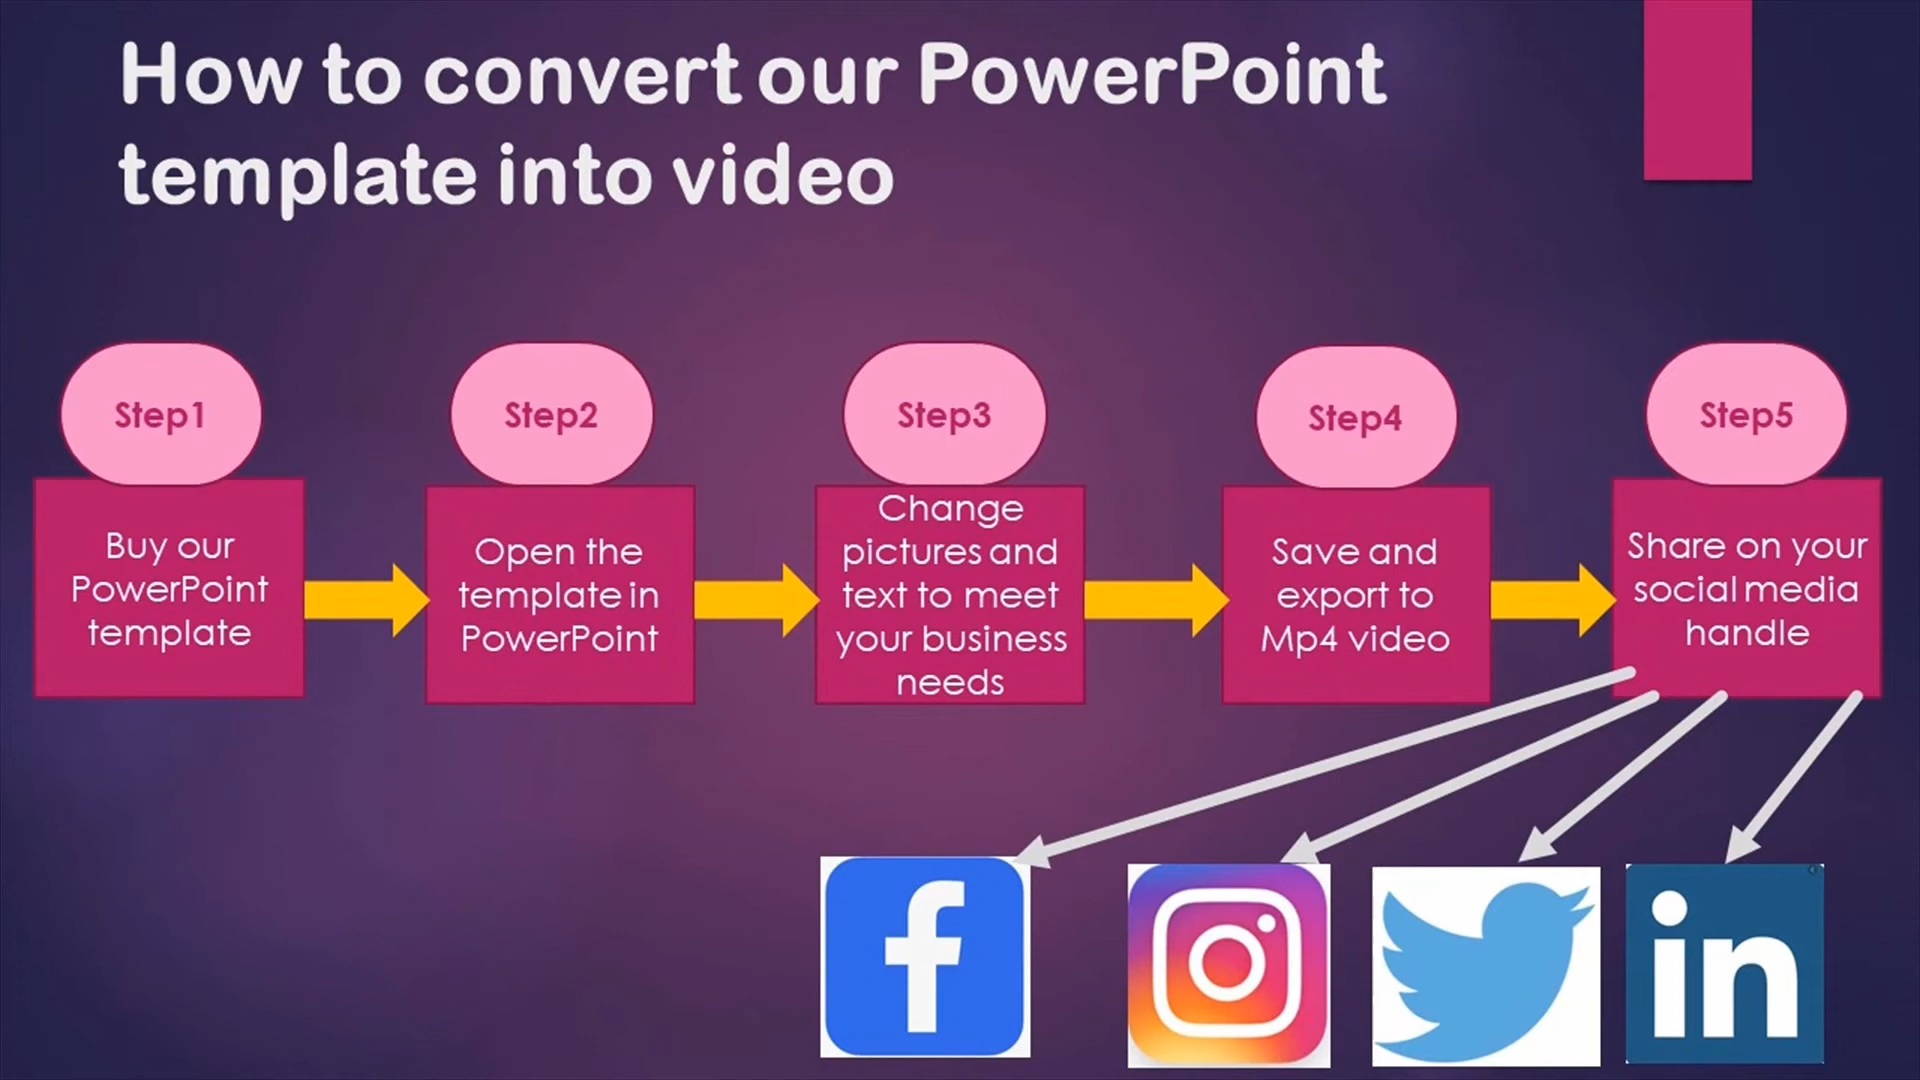 How to convert our PowerPoint
template into video
Step1
Buy our
PowerPoint
template
Step2
Open the
template in
PowerPoint
Step3
Change
pictures and
text to meet
your business
needs
Step4
Save and
export to
Mp4 video
Step5
Share on your
social media
handle
f
in